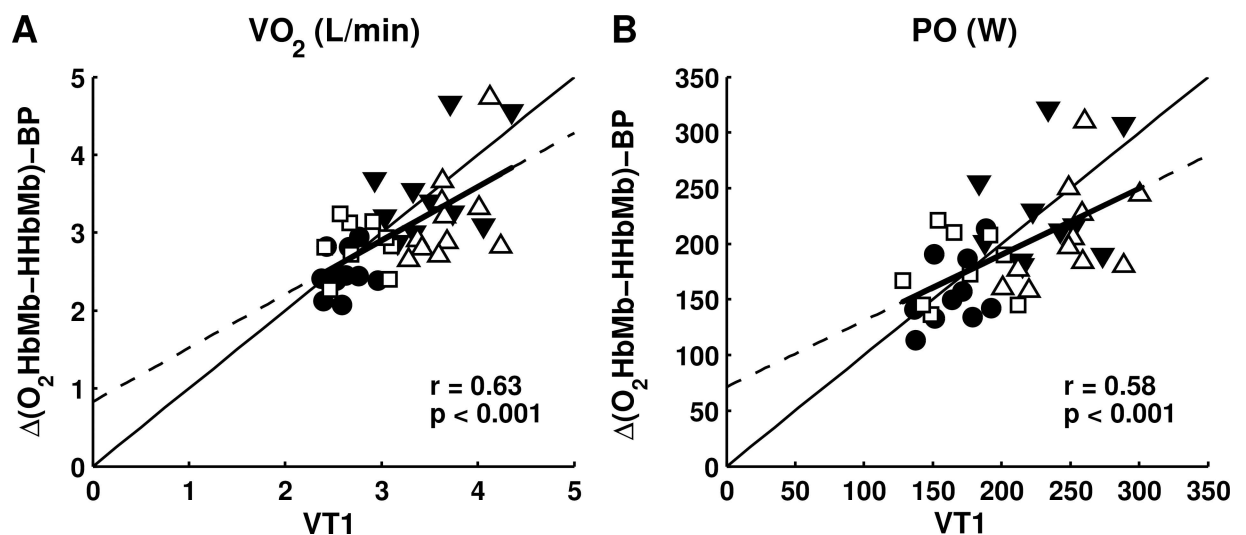 A
VO2 (L/min)
Δ(O2HbMb−HHbMb)−BP
5
4
3
2
1
0
r = 0.63
p < 0.001
0 1 2 3 4 5
VT1
B
PO (W)
Δ(O2HbMb−HHbMb)−BP
350
300
250
200
150
100
50
0
r = 0.58
p < 0.001
0 50 100 150 200 250 300 350
VT1